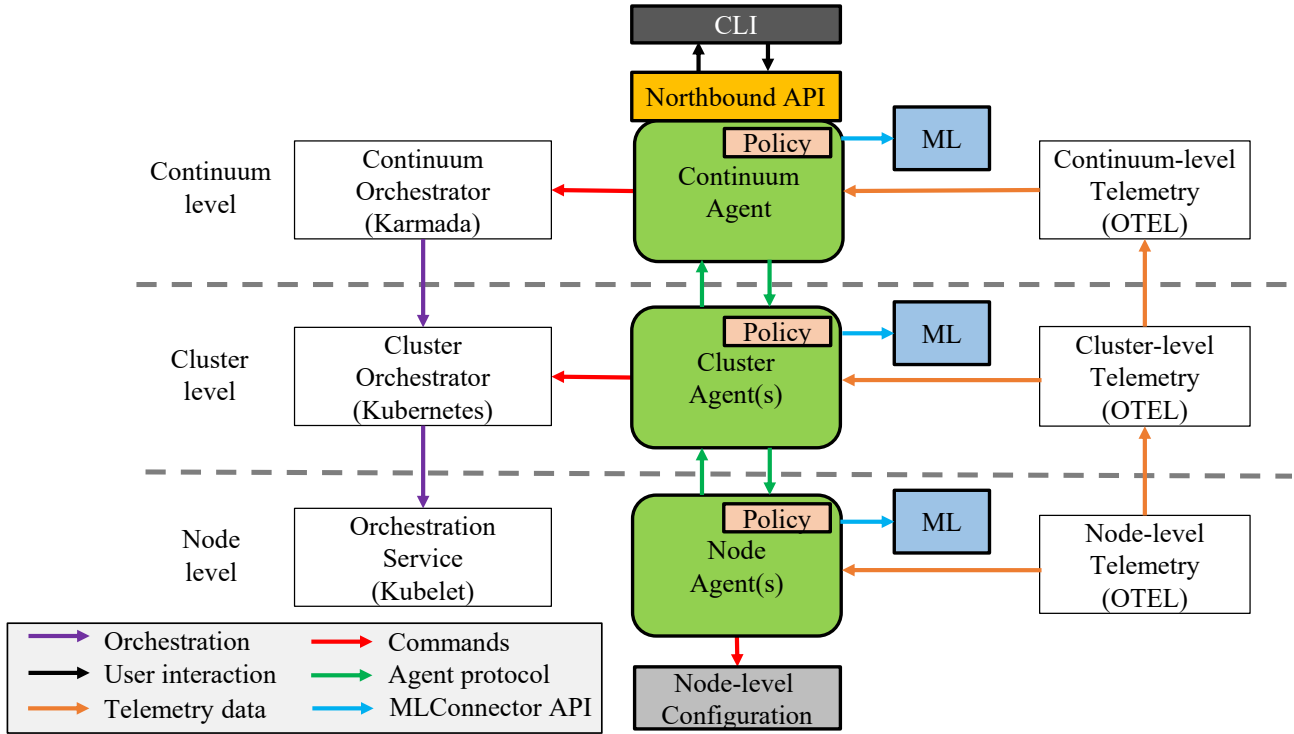 CLI
Northbound API
Policy
ML
Continuum
level
Continuum
Orchestrator
(Karmada)
Continuum
Agent
Continuum-level
Telemetry
(OTEL)
Policy
ML
Cluster
level
Cluster
Orchestrator
(Kubernetes)
Cluster
Agent(s)
Cluster-level
Telemetry
(OTEL)
Policy
ML
Node
level
Orchestration
Service
(Kubelet)
Node
Agent(s)
Node-level
Telemetry
(OTEL)
Node-level
Configuration
Orchestration
User interaction
Telemetry data
Commands
Agent protocol
MLConnector API